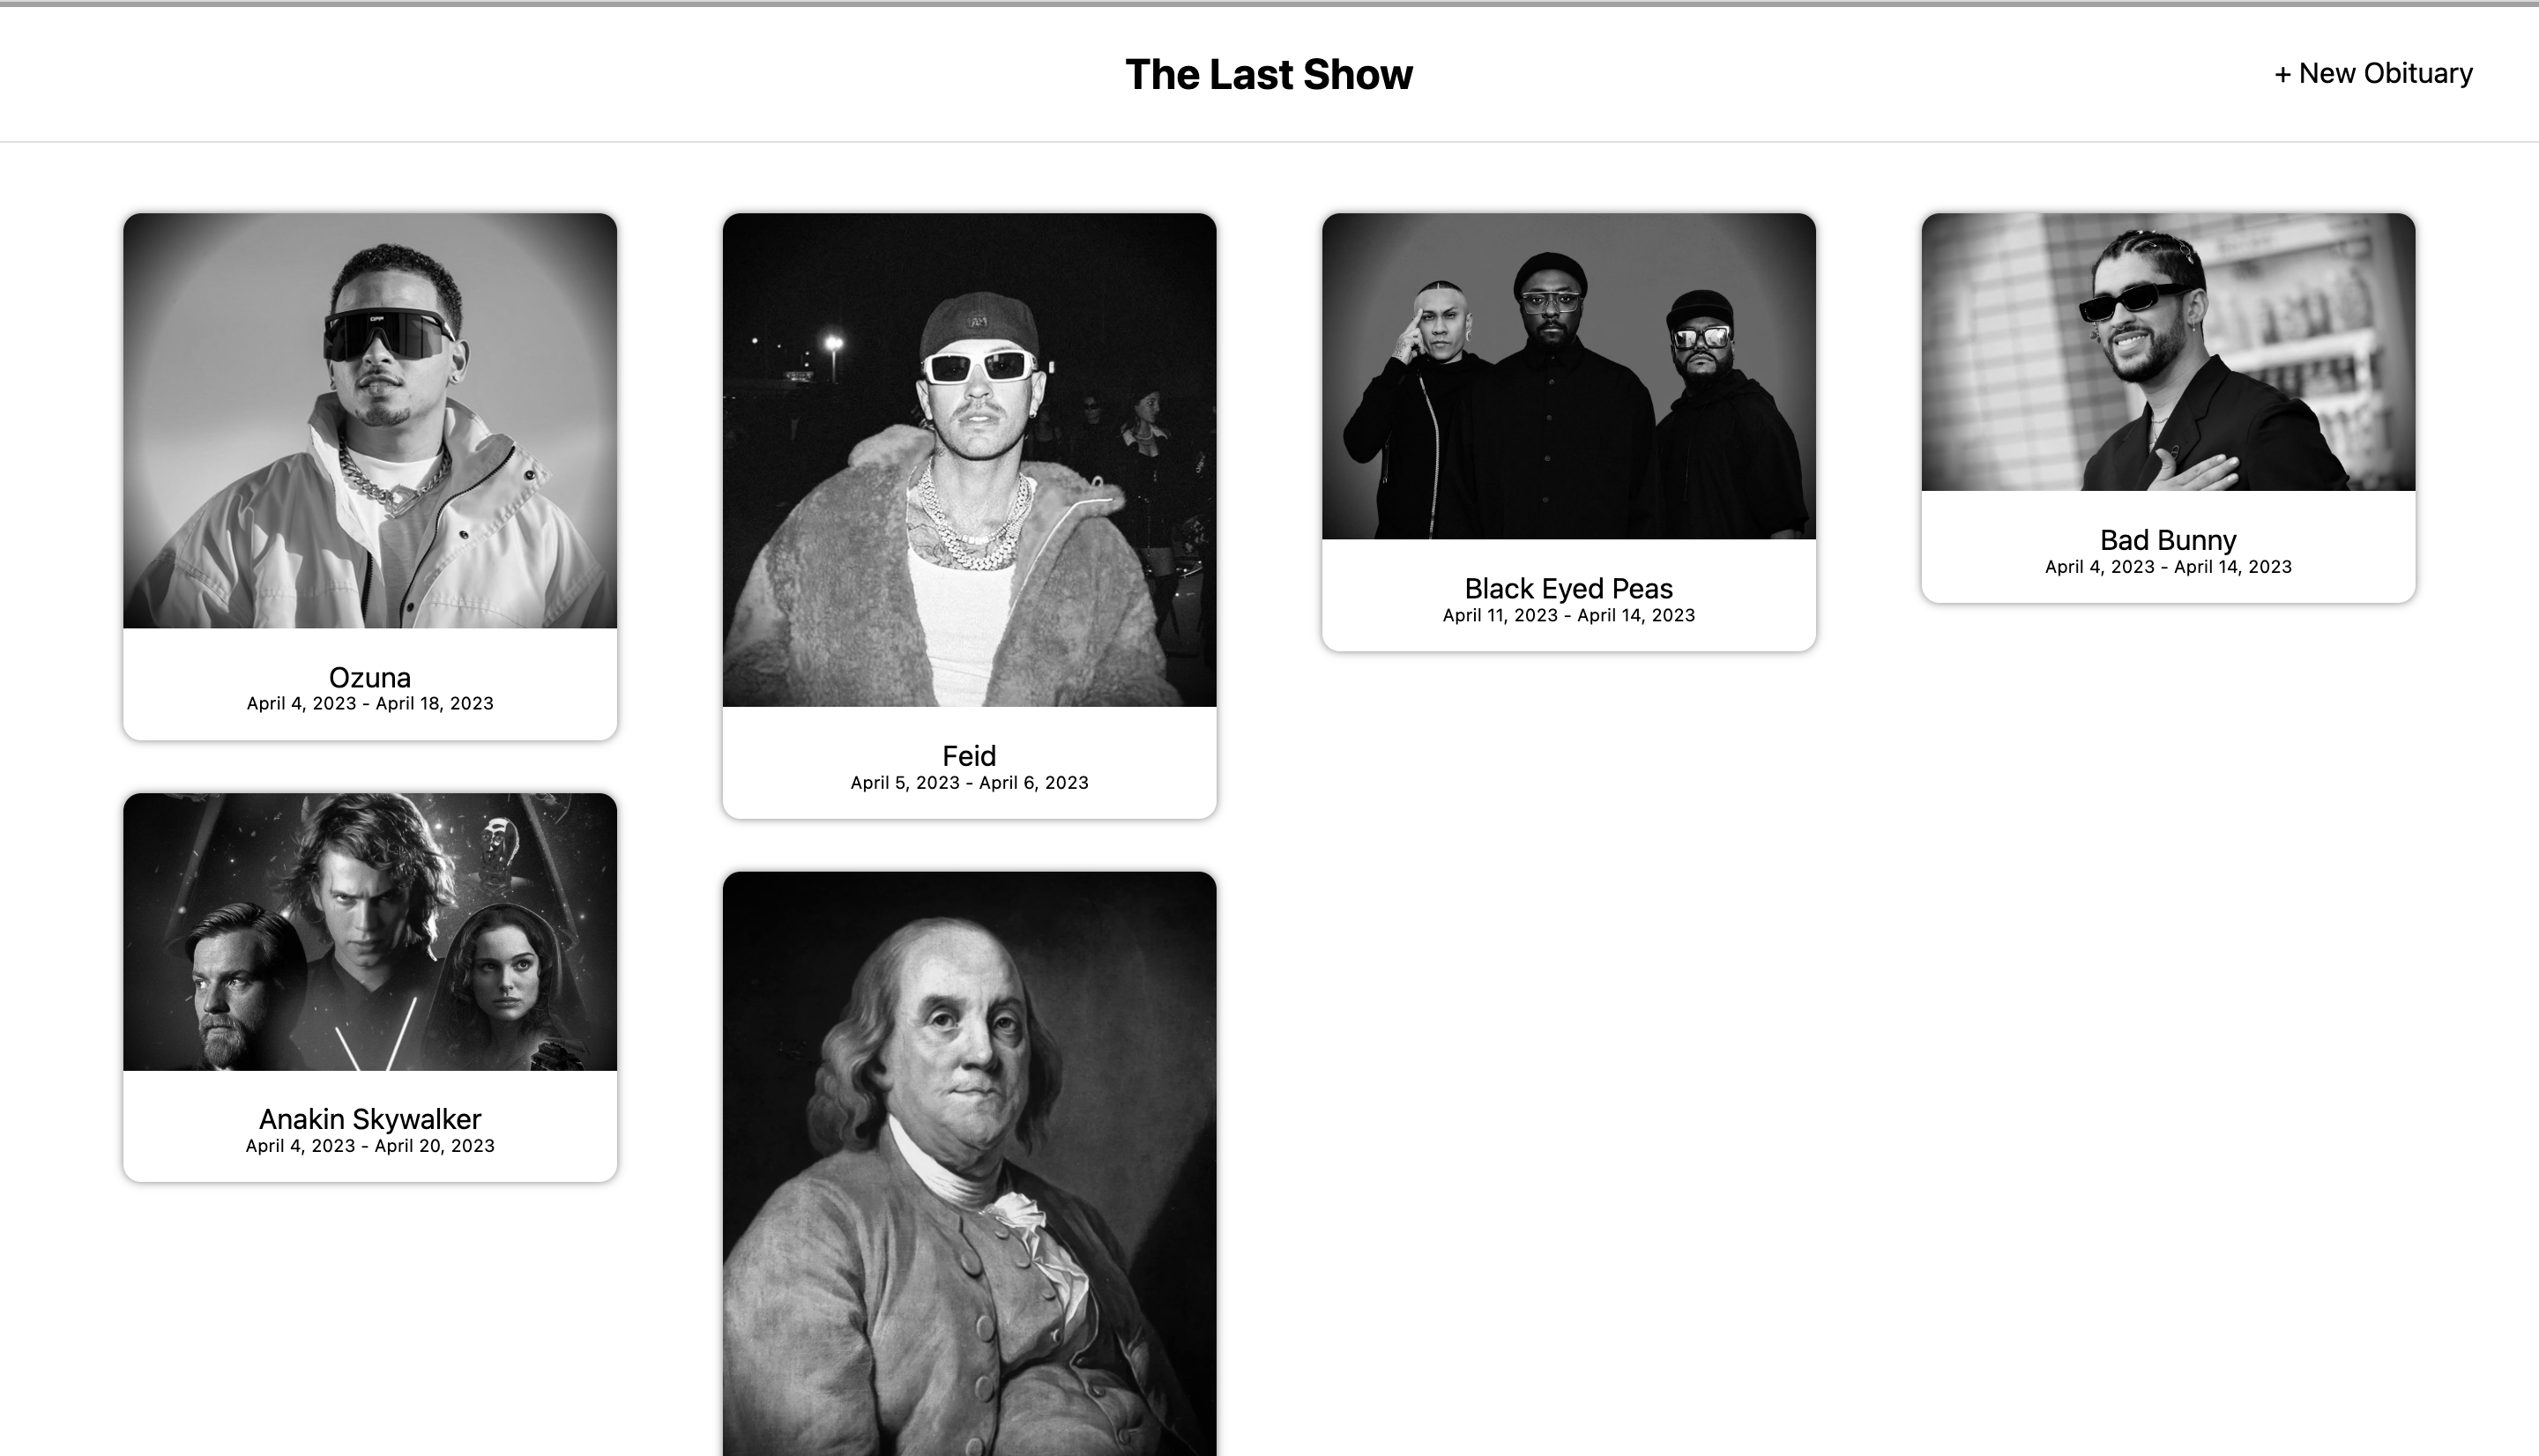 The Last Show
+ New Obituary
Ozuna
April 4, 2023 - April 18, 2023
Feid
April 5, 2023 - April 6, 2023
Black Eyed Peas
April 11, 2023 - April 14, 2023
Bad Bunny
April 4, 2023 - April 14, 2023
Anakin Skywalker
April 4, 2023 - April 20, 2023